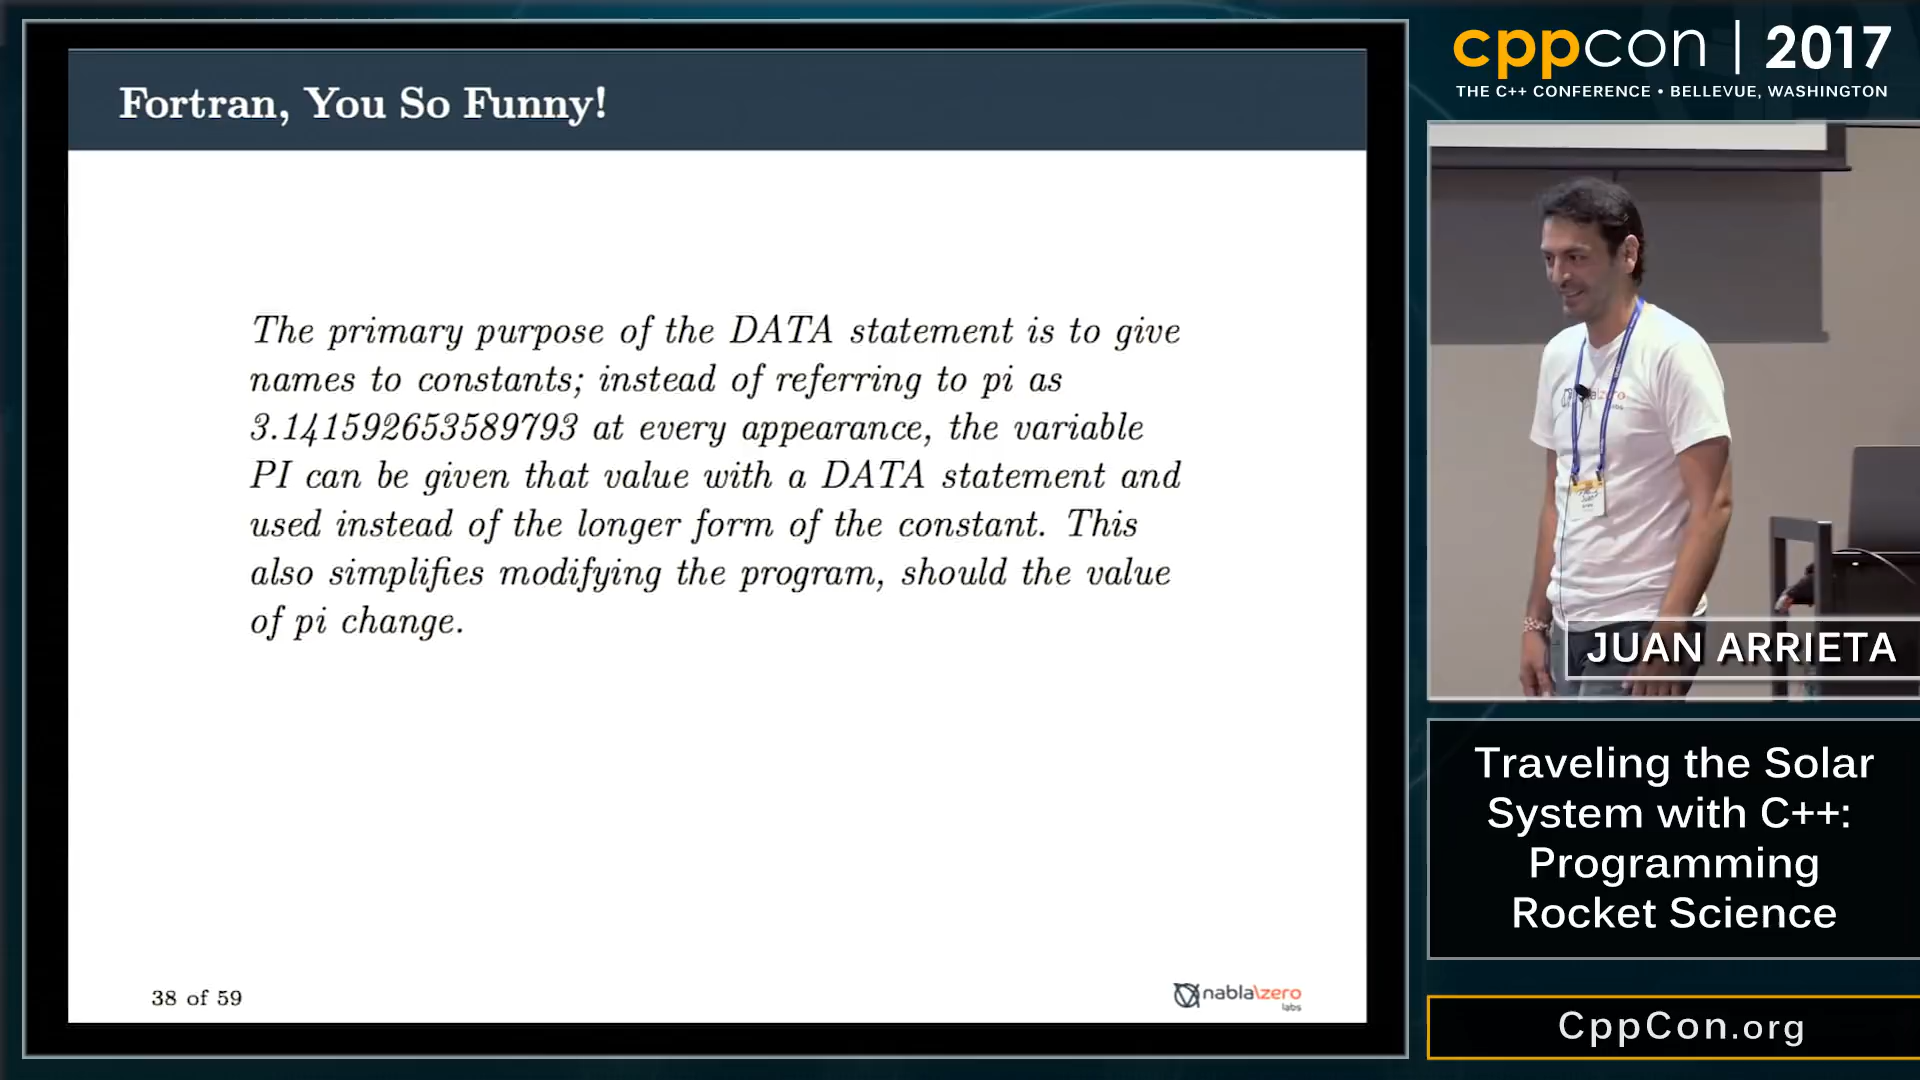 Fortran, You So Funny!
The primary purpose of the DATA statement is to give
names to constants; instead of referring to pi as
3.141592653589793 at every appearance, the variable
PI can be given that value with a DATA statement and
used instead of the longer form of the constant. This
also simplifies modifying the program, should the value
of pi change.
38 of 59
nabla\zero
labs
cppcon | 2017
THE C++ CONFERENCE • BELLEVUE, WASHINGTON
JUAN ARRIETA
Traveling the Solar
System with C++:
Programming
Rocket Science
CppCon.org